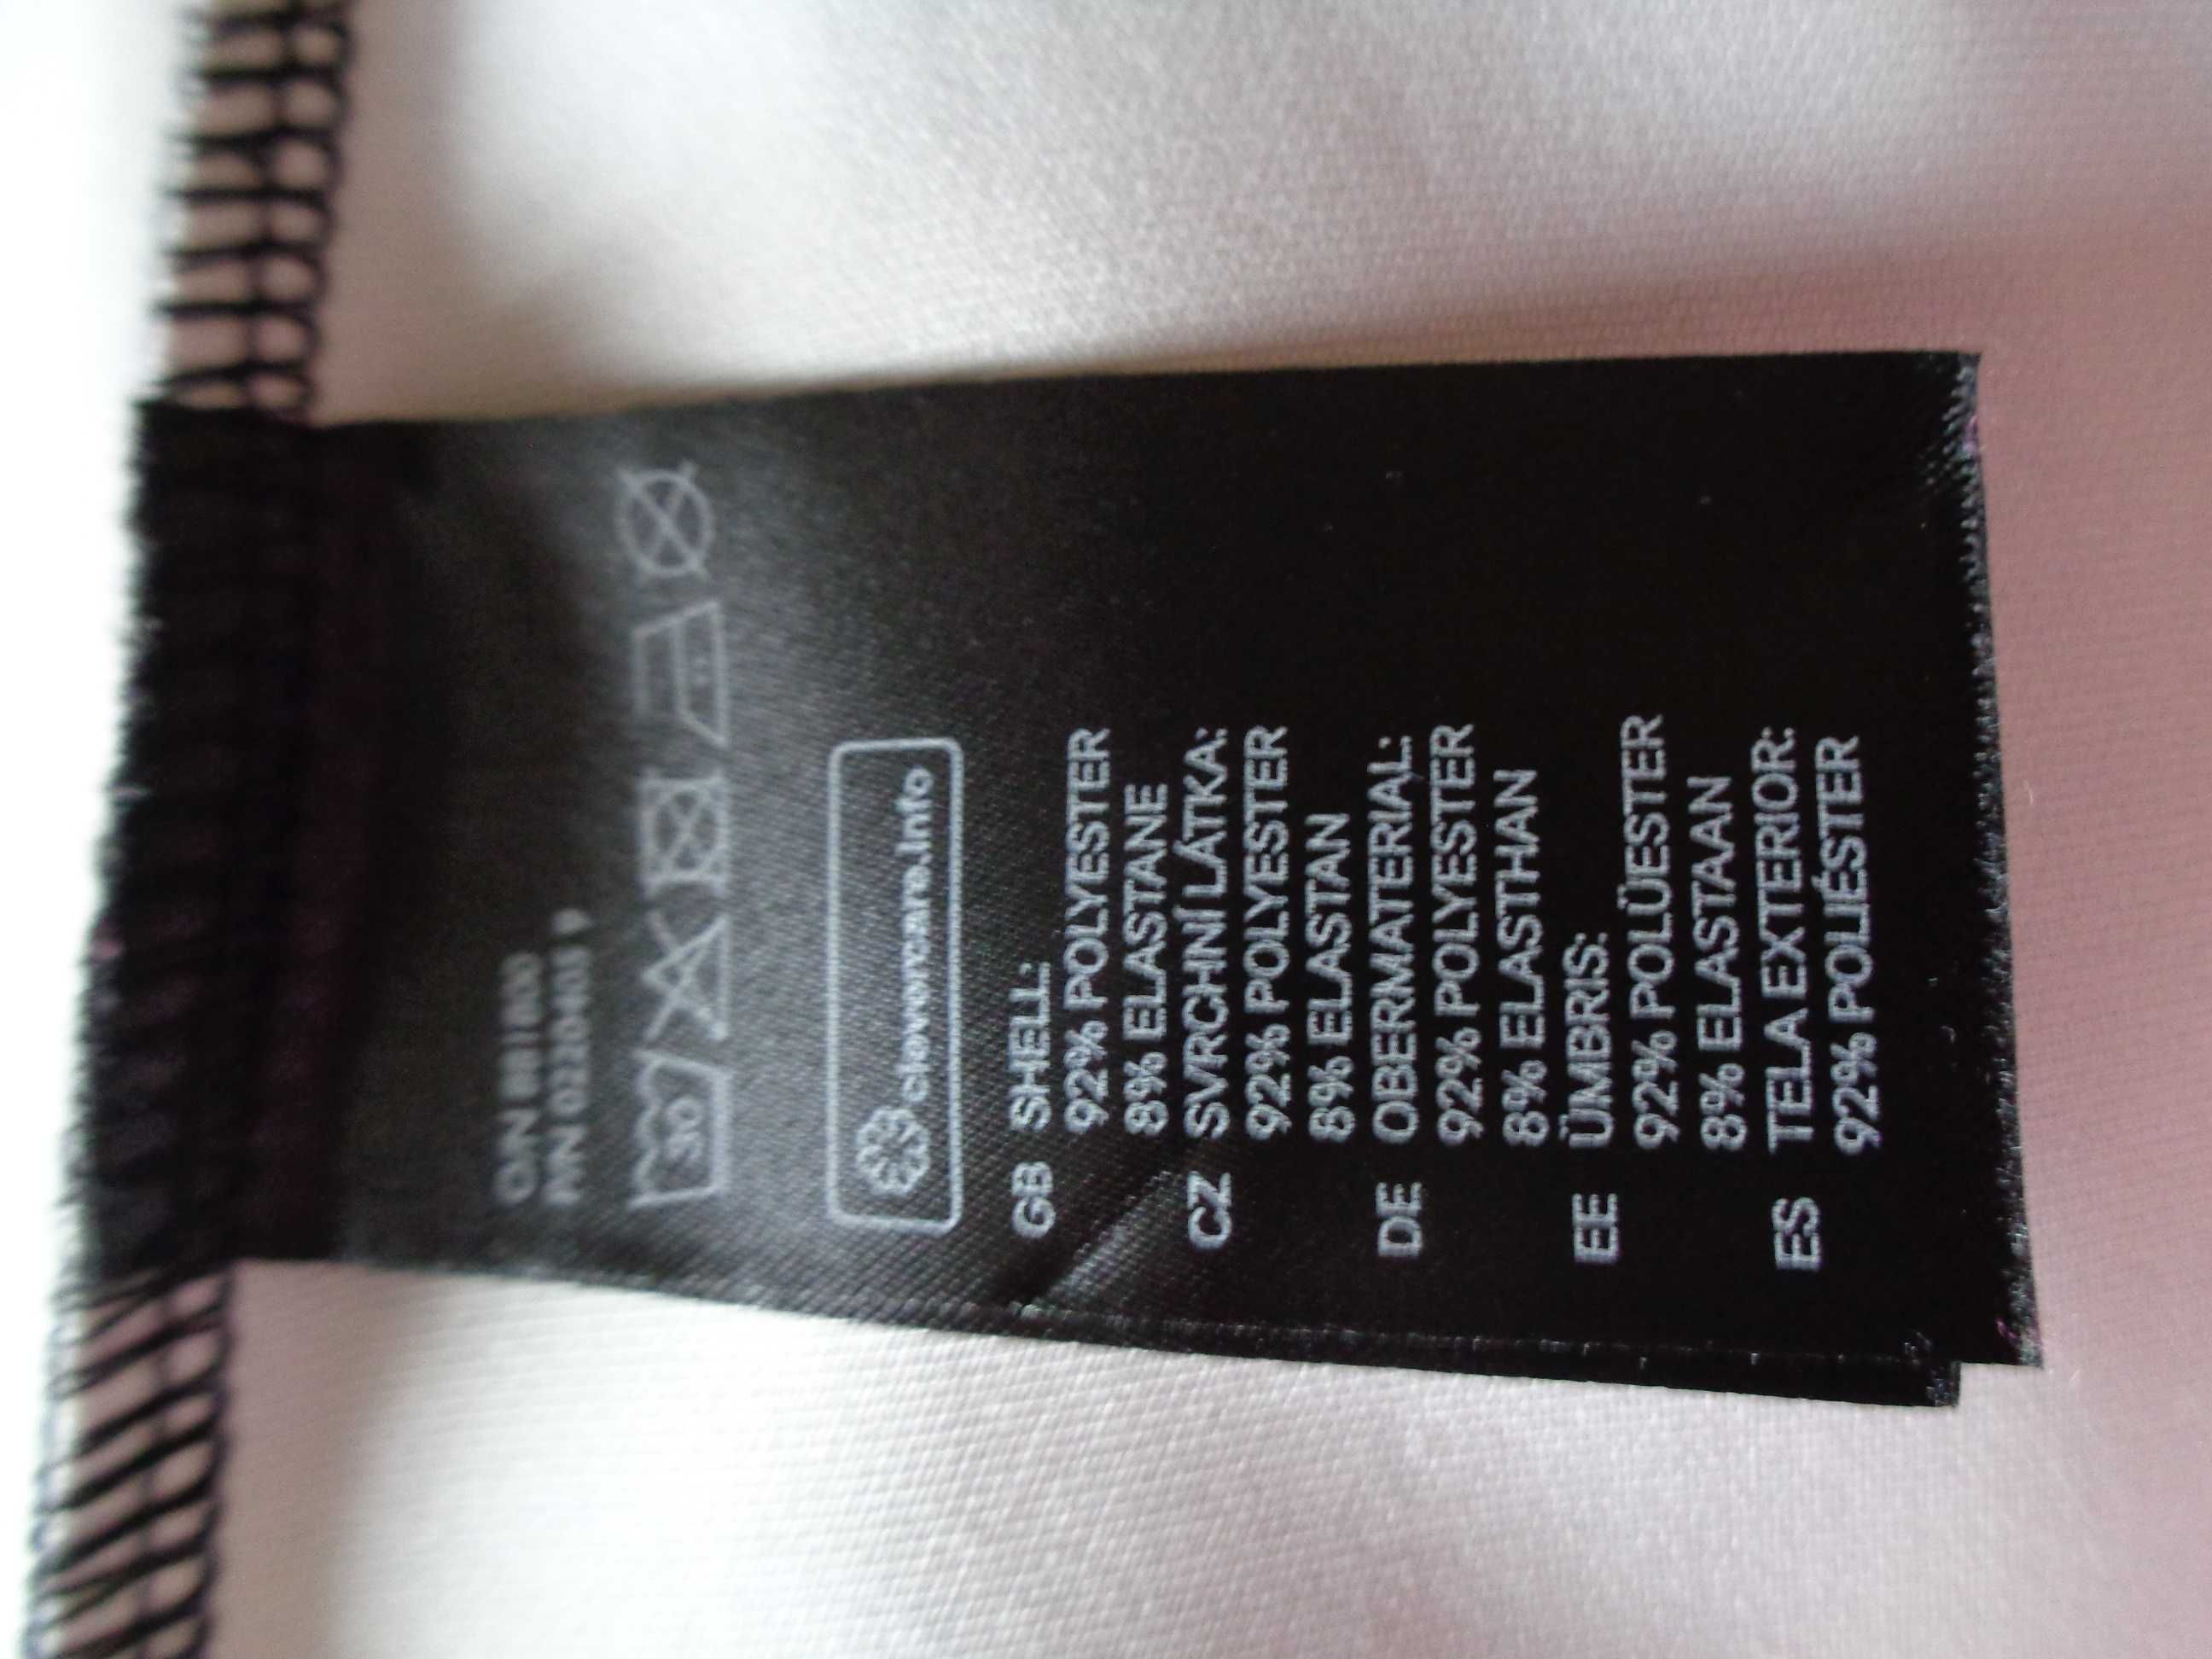 30
clevercare.info
GB SHELL:
92% POLYESTER
8% ELASTANE
CZ SVRCHNÍ LÁTKA:
92% POLYESTER
8% ELASTAN
DE OBERMATERIAL:
92% POLYESTER
8% ELASTHAN
EE ÜMBRIS:
92% POLÜESTER
8% ELASTAAN
ES TELA EXTERIOR:
92% POLIÉSTER